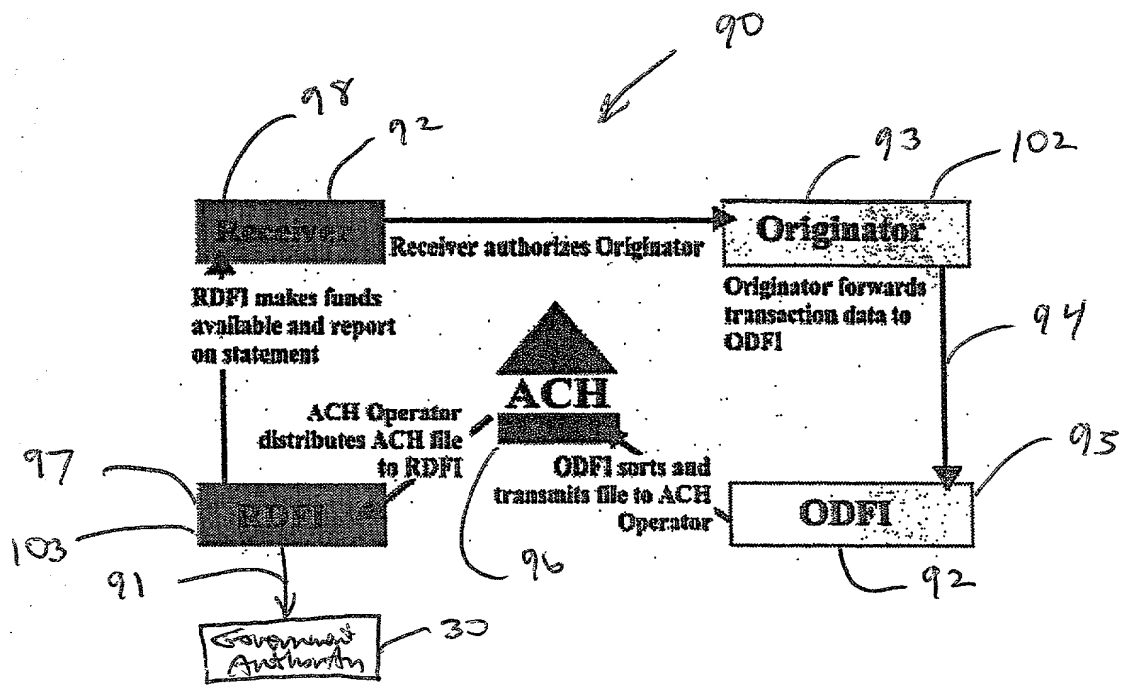 90
98
92
93
102
Receiver
Originator
Receiver authorizes Originator
RDFI makes funds
available and report
on statement
Originator forwards
transaction data to
ODFI
94
ACH
ACH Operator
distributes ACH file
to RDFI
ODFI sorts and
transmits file to ACH
Operator
97
95
RDFI
ODFI
103
96
92
91
Government
Authority
30